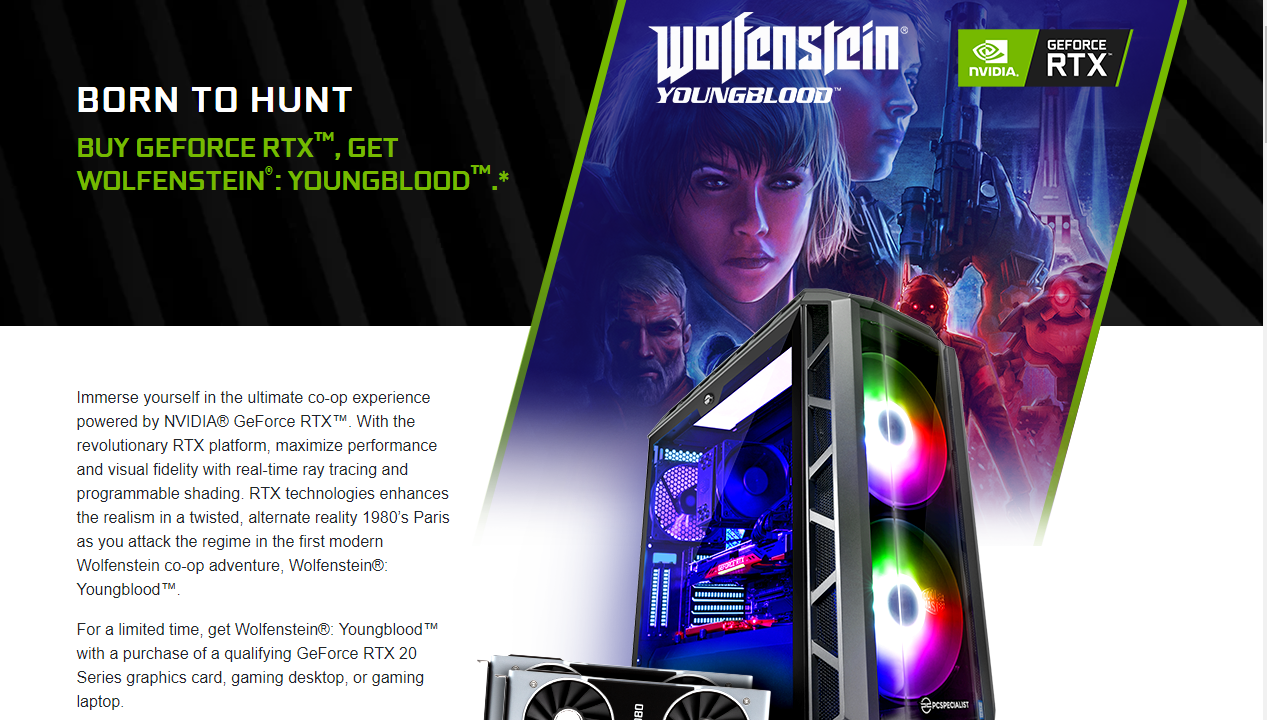 WOLFENSTEIN®
YOUNGBLOOD™
NVIDIA.
GEFORCE
RTX™
BORN TO HUNT
BUY GEFORCE RTX™, GET
WOLFENSTEIN®: YOUNGBLOOD™.*
Immerse yourself in the ultimate co-op experience
powered by NVIDIA® GeForce RTX™. With the
revolutionary RTX platform, maximize performance
and visual fidelity with real-time ray tracing and
programmable shading. RTX technologies enhances
the realism in a twisted, alternate reality 1980’s Paris
as you attack the regime in the first modern
Wolfenstein co-op adventure, Wolfenstein®:
Youngblood™.
For a limited time, get Wolfenstein®: Youngblood™
with a purchase of a qualifying GeForce RTX 20
Series graphics card, gaming desktop, or gaming
laptop.
GEFORCE RTX
PCSPECIALIST